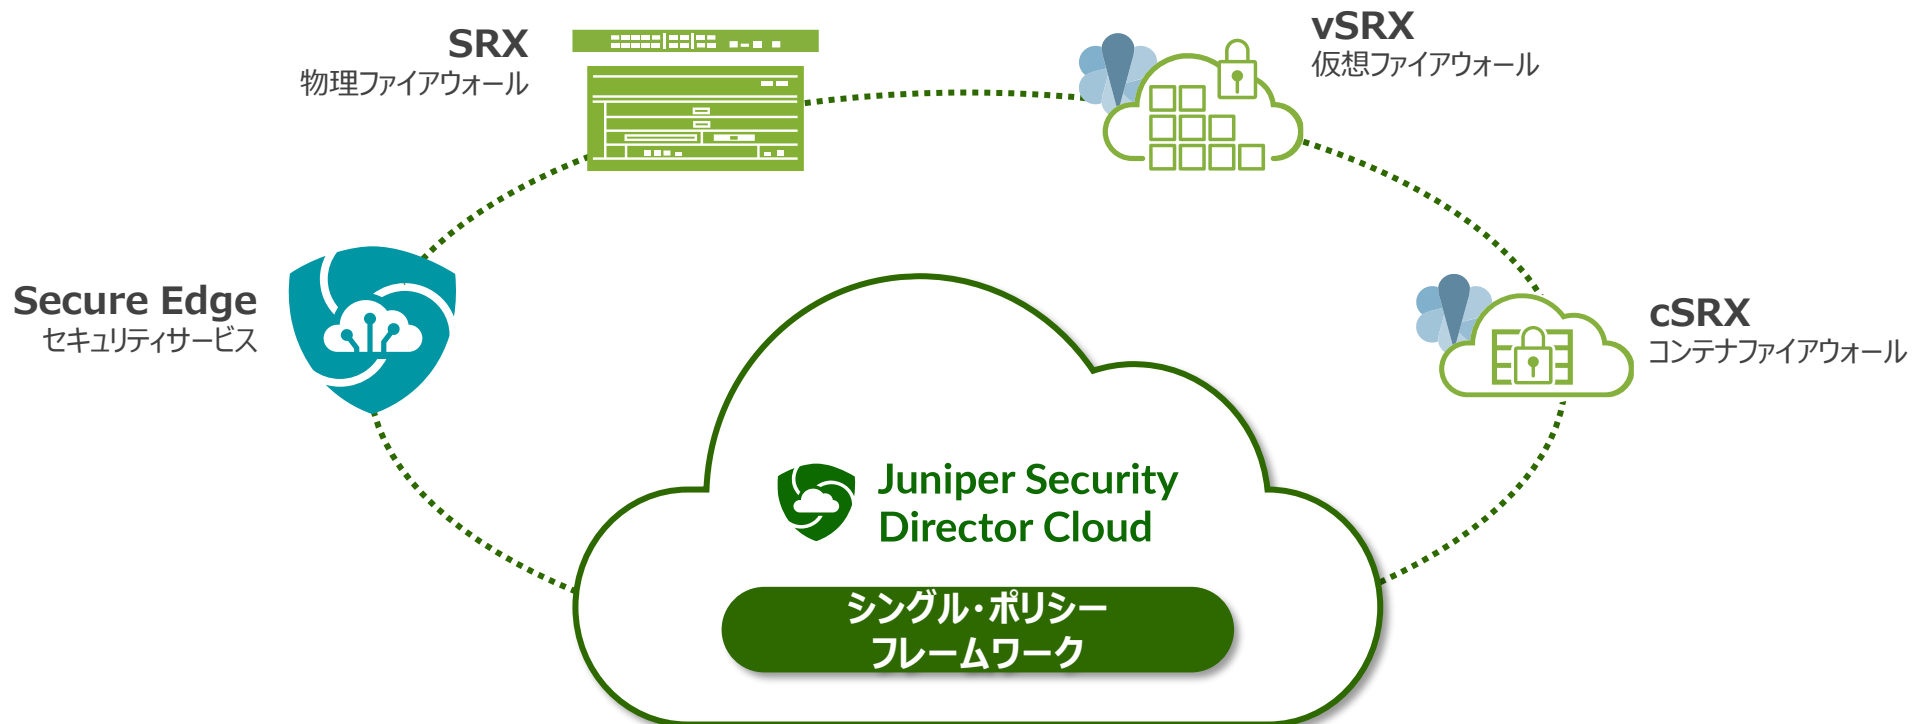 SRX
物理ファイアウォール
vSRX
仮想ファイアウォール
Secure Edge
セキュリティサービス
cSRX
コンテナファイアウォール
Juniper Security
Director Cloud
シングル・ポリシー
フレームワーク